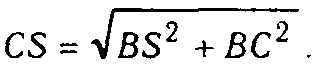 CS = √BS² + BC² .